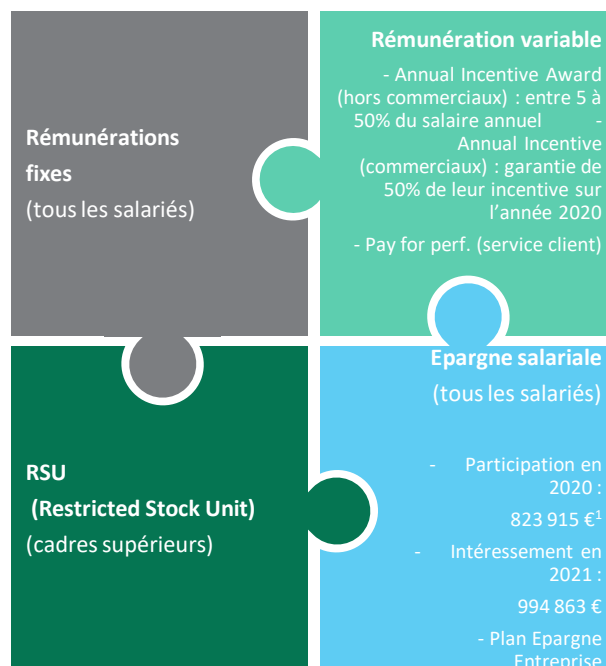 Rémunérations
fixes
(tous les salariés)
Rémunération variable
- Annual Incentive Award
(hors commerciaux) : entre 5 à
50% du salaire annuel -
Annual Incentive
(commerciaux) : garantie de
50% de leur incentive sur
l’année 2020
- Pay for perf. (service client)
RSU
(Restricted Stock Unit)
(cadres supérieurs)
Epargne salariale
(tous les salariés)
- Participation en
2020 :
823 915 €¹
- Intéressement en
2021 :
994 863 €
- Plan Epargne
Entreprise